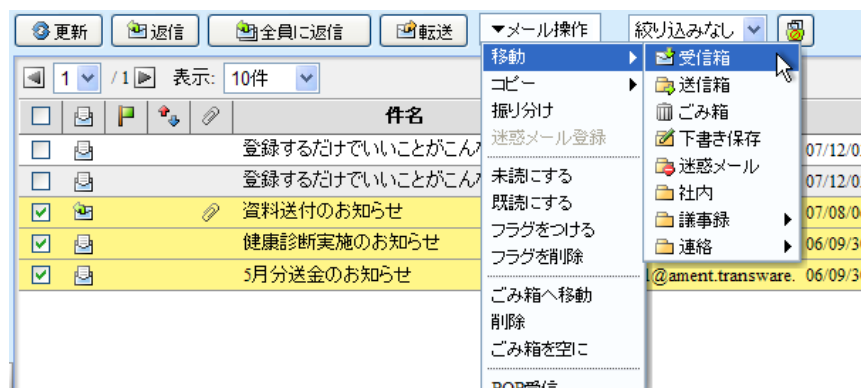 更新 返信 全員に返信 転送 ▼メール操作 絞り込みなし
1 /1 表示: 10件
件名
登録するだけでいいことがこん
07/12/0
登録するだけでいいことがこん
07/12/0
資料送付のお知らせ
07/08/0
健康診断実施のお知らせ
06/09/3
5月分送金のお知らせ
@ament.transware. 06/09/3
移動
コピー
振り分け
迷惑メール登録
未読にする
既読にする
フラグをつける
フラグを削除
ごみ箱へ移動
削除
ごみ箱を空に
POP受信
受信箱
送信箱
ごみ箱
下書き保存
迷惑メール
社内
議事録
連絡